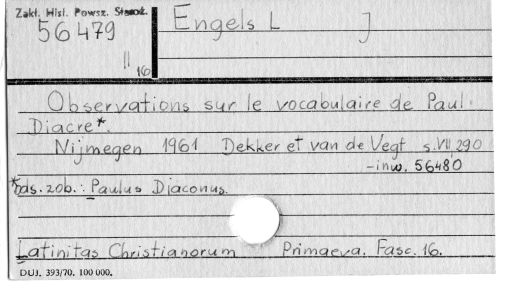 Zakł. Hist. Powsz. Staroż.
56479
II
16
Engels L J
Observations sur le vocabulaire de Paul
Diacre*.
Nijmegen 1961 Dekker et van de Vegt s. VII, 290
-inw. 56480
*ds. zob.: Paulus Diaconus.
Latinitas Christianorum Primaeva. Fasc. 16.
DUJ. 393/70. 100 000.